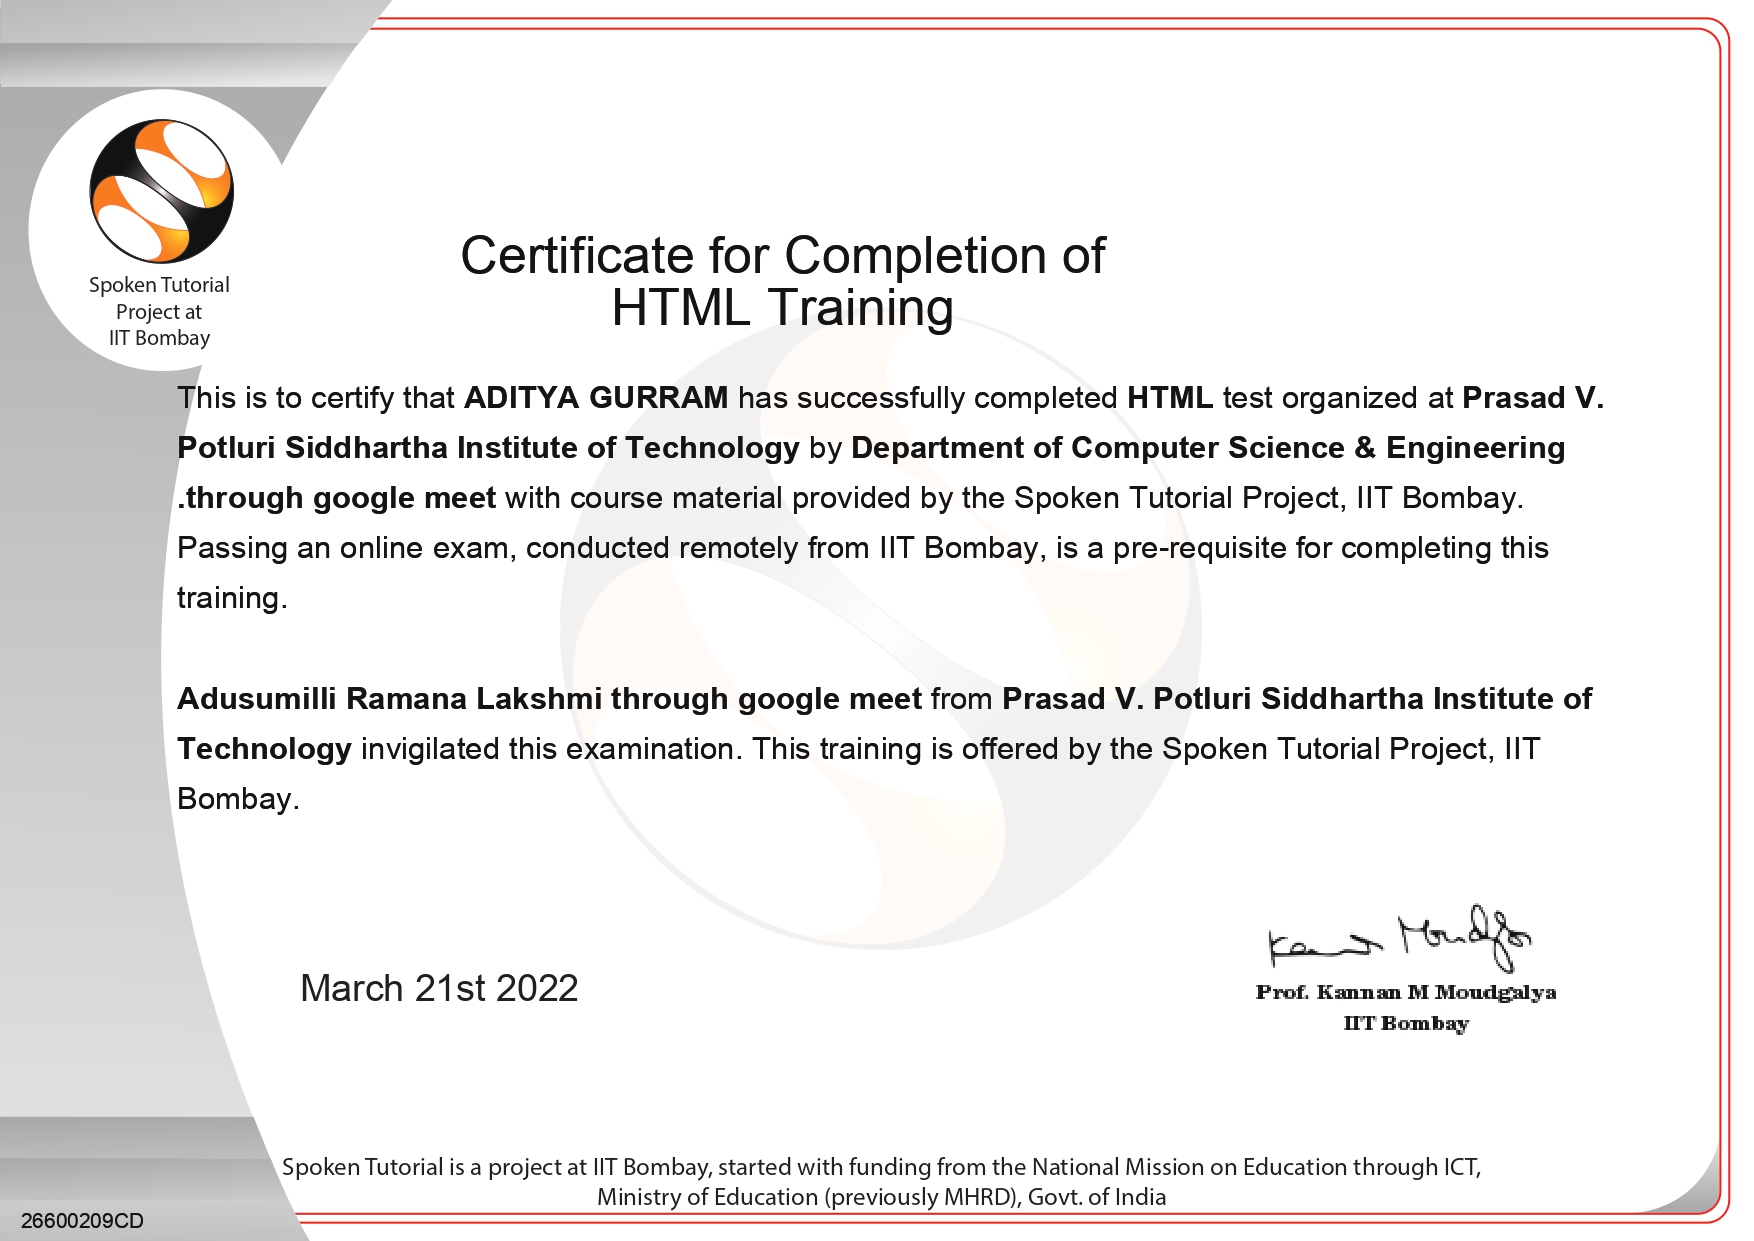 Spoken Tutorial
Project at
IIT Bombay
Certificate for Completion of
HTML Training
This is to certify that ADITYA GURRAM has successfully completed HTML test organized at Prasad V.
Potluri Siddhartha Institute of Technology by Department of Computer Science & Engineering
.through google meet with course material provided by the Spoken Tutorial Project, IIT Bombay.
Passing an online exam, conducted remotely from IIT Bombay, is a pre-requisite for completing this
training.
Adusumilli Ramana Lakshmi through google meet from Prasad V. Potluri Siddhartha Institute of
Technology invigilated this examination. This training is offered by the Spoken Tutorial Project, IIT
Bombay.
March 21st 2022
Kannan Moudgalya
Prof. Kannan M Moudgalya
IIT Bombay
Spoken Tutorial is a project at IIT Bombay, started with funding from the National Mission on Education through ICT,
Ministry of Education (previously MHRD), Govt. of India
26600209CD